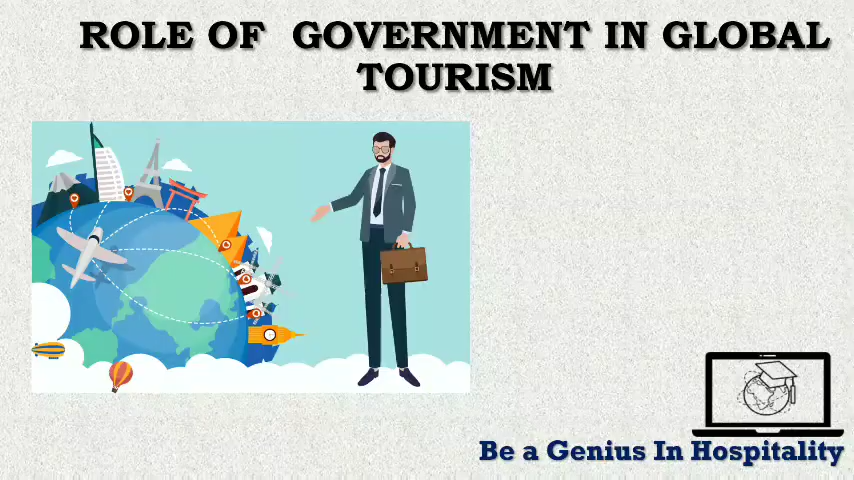 ROLE OF GOVERNMENT IN GLOBAL
TOURISM
Be a Genius In Hospitality